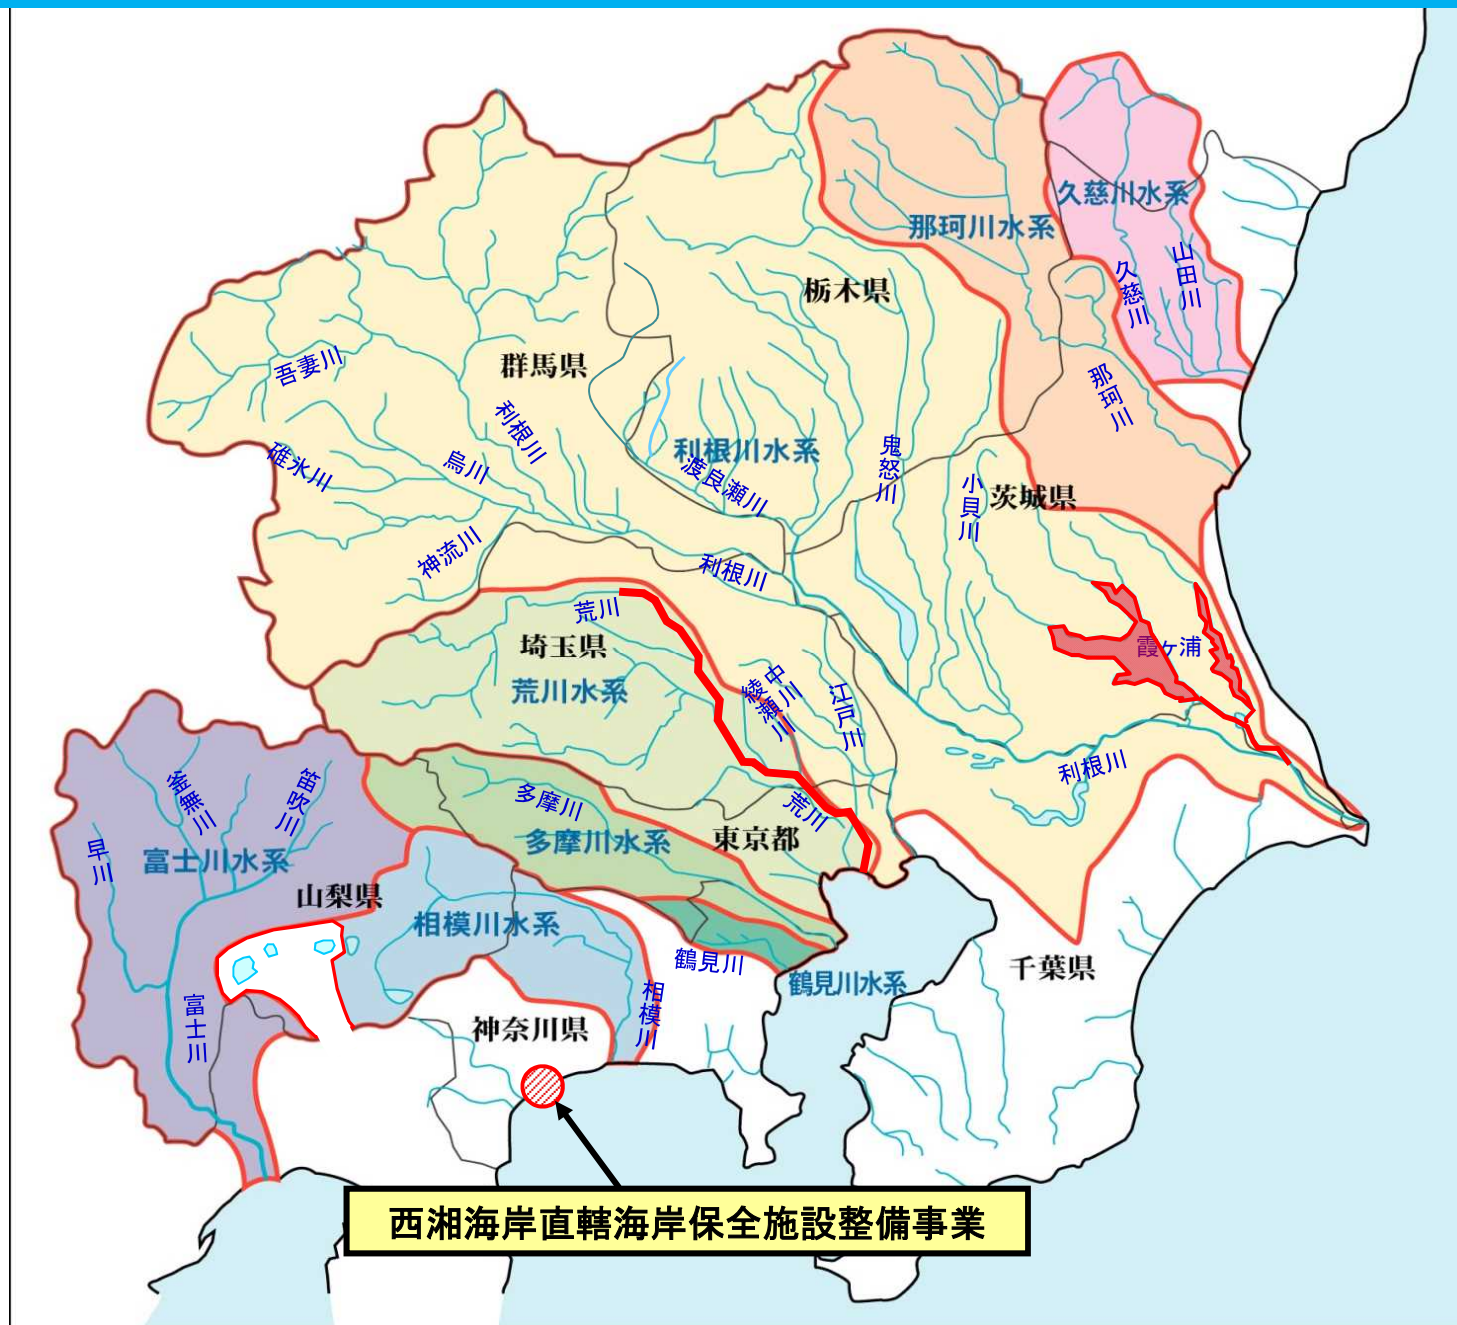 久慈川水系
那珂川水系
山田川
久慈川
栃木県
群馬県
吾妻川
那珂川
利根川
利根川水系
鬼怒川
碓氷川
烏川
渡良瀬川
小貝川
茨城県
神流川
利根川
荒川
埼玉県
霞ヶ浦
荒川水系
中川
綾瀬川
江戸川
利根川
釜無川
笛吹川
多摩川
荒川
早川
富士川水系
多摩川水系
東京都
山梨県
相模川水系
鶴見川
千葉県
鶴見川水系
富士川
相模川
神奈川県
西湘海岸直轄海岸保全施設整備事業